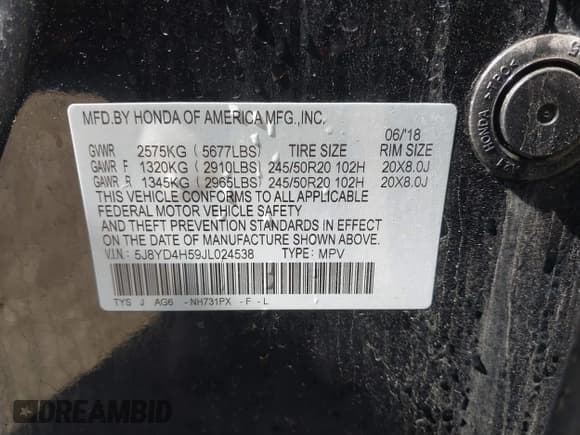 MFD.BY HONDA OF AMERICA MFG.,INC.
06/'18
GVWR 2575KG ( 5677LBS) TIRE SIZE RIM SIZE
GAWR F 1320KG ( 2910LBS) 245/50R20 102H 20X8.0J
GAWR R 1345KG ( 2965LBS) 245/50R20 102H 20X8.0J
THIS VEHICLE CONFORMS TO ALL APPLICABLE
FEDERAL MOTOR VEHICLE SAFETY
AND THEFT PREVENTION STANDARDS IN EFFECT
ON THE DATE OF MANUFACTURE SHOWN ABOVE.
V.I.N.: 5J8YD4H59JL024538 TYPE: MPV
TYS J AG6 - NH731PX - F - L
HONDA
DREAMBID